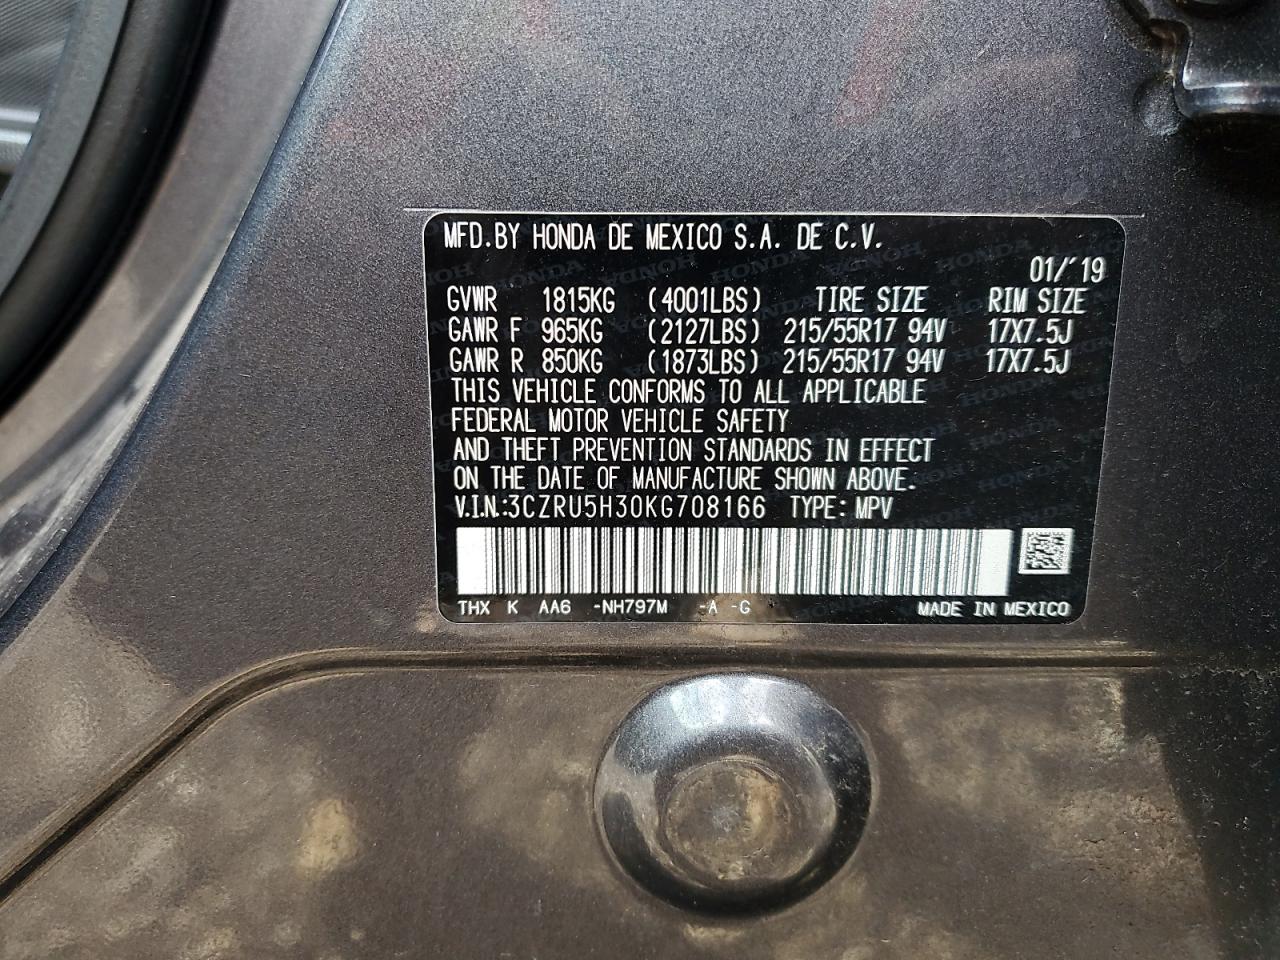 MFD.BY HONDA DE MEXICO S.A. DE C.V.
01/'19
GVWR 1815KG (4001LBS) TIRE SIZE RIM SIZE
GAWR F 965KG (2127LBS) 215/55R17 94V 17X7.5J
GAWR R 850KG (1873LBS) 215/55R17 94V 17X7.5J
THIS VEHICLE CONFORMS TO ALL APPLICABLE
FEDERAL MOTOR VEHICLE SAFETY
AND THEFT PREVENTION STANDARDS IN EFFECT
ON THE DATE OF MANUFACTURE SHOWN ABOVE.
V.I.N.:3CZRU5H30KG708166 TYPE: MPV
THX K AA6 -NH797M -A -G MADE IN MEXICO